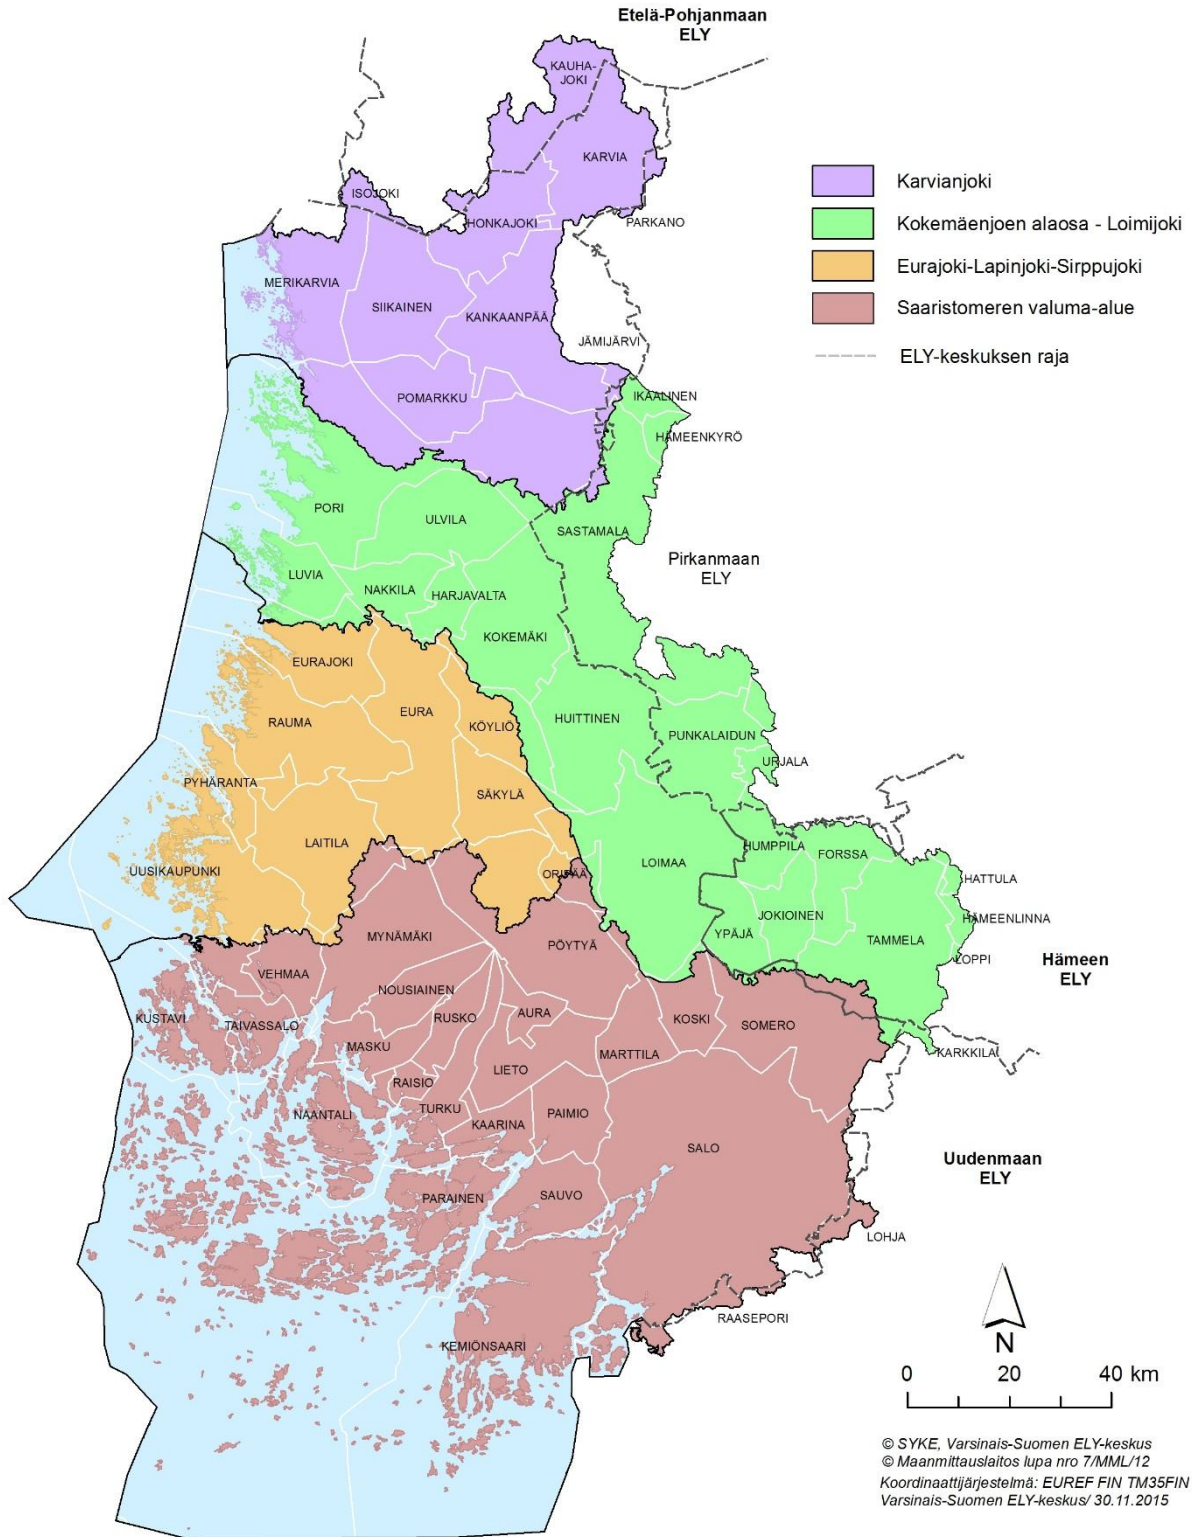 Etelä-Pohjanmaan
ELY
KAUHA-
JOKI
KARVIA
ISOJOKI
HONKAJOKI
PARKANO
MERIKARVIA
SIIKAINEN
KANKAANPÄÄ
JÄMIJÄRVI
POMARKKU
IKAALINEN
HÄMEENKYRÖ
Karvianjoki
Kokemäenjoen alaosa - Loimijoki
Eurajoki-Lapinjoki-Sirppujoki
Saaristomeren valuma-alue
ELY-keskuksen raja
PORI
ULVILA
SASTAMALA
Pirkanmaan
ELY
LUVIA
NAKKILA
HARJAVALTA
KOKEMÄKI
EURAJOKI
RAUMA
EURA
KÖYLIÖ
HUITTINEN
PUNKALAIDUN
URJALA
PYHÄRANTA
SÄKYLÄ
LAITILA
UUSIKAUPUNKI
ORIPÄÄ
LOIMAA
HUMPPILA
FORSSA
HATTULA
JOKIOINEN
HÄMEENLINNA
YPÄJÄ
TAMMELA
LOPPI
Hämeen
ELY
MYNÄMÄKI
PÖYTYÄ
VEHMAA
NOUSIAINEN
KUSTAVI
TAIVASSALO
RUSKO
AURA
KOSKI
SOMERO
MASKU
MARTTILA
KARKKILA
LIETO
RAISIO
NAANTALI
TURKU
KAARINA
PAIMIO
SALO
Uudenmaan
ELY
PARAINEN
SAUVO
LOHJA
RAASEPORI
KEMIÖNSAARI
N
0 20 40 km
© SYKE, Varsinais-Suomen ELY-keskus
© Maanmittauslaitos lupa nro 7/MML/12
Koordinaattijärjestelmä: EUREF FIN TM35FIN
Varsinais-Suomen ELY-keskus/ 30.11.2015